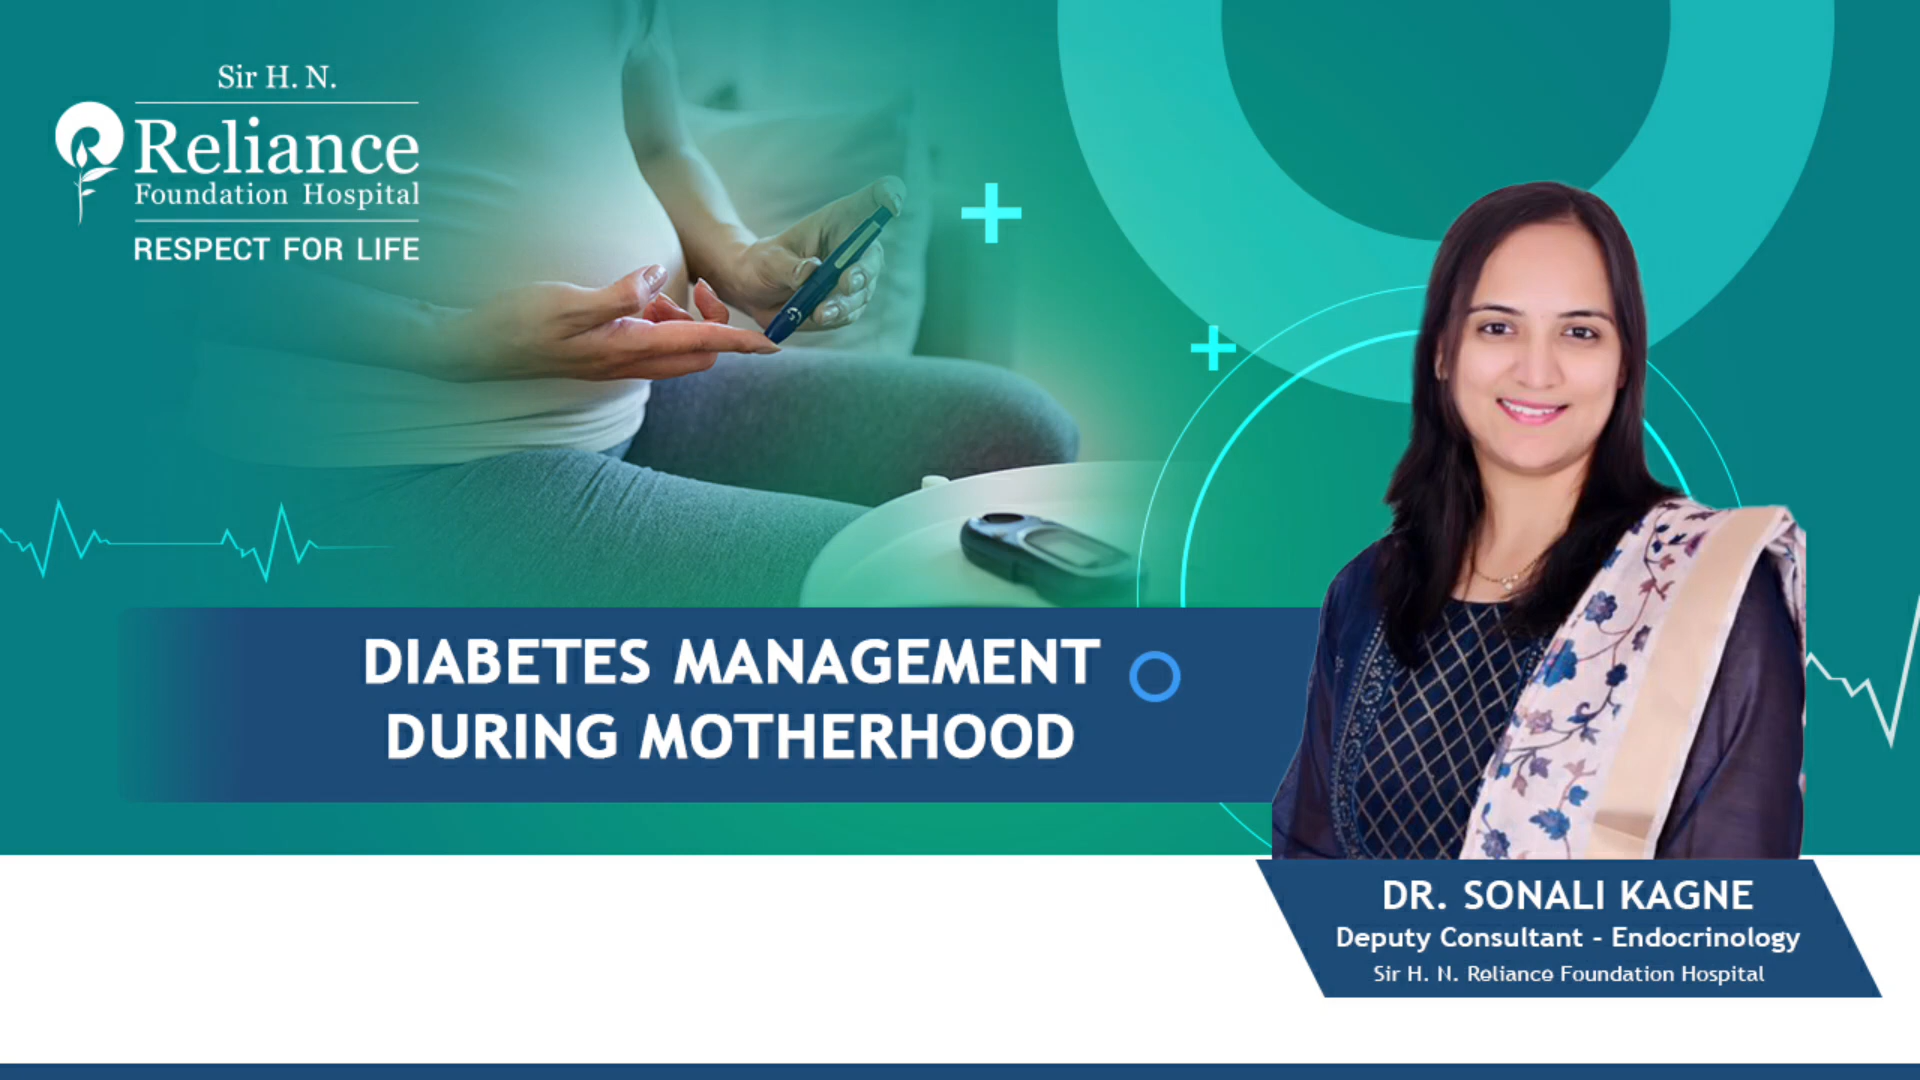 Sir H. N.
Reliance
Foundation Hospital
RESPECT FOR LIFE
DIABETES MANAGEMENT
DURING MOTHERHOOD
DR. SONALI KAGNE
Deputy Consultant - Endocrinology
Sir H. N. Reliance Foundation Hospital